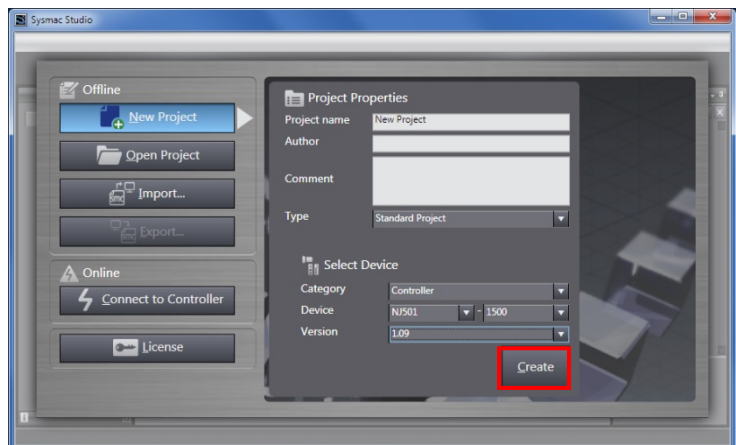 Sysmac Studio
Offline
New Project
Open Project
Import...
Export...
Online
Connect to Controller
License
Project Properties
Project name New Project
Author
Comment
Type Standard Project
Select Device
Category Controller
Device NJ501 - 1500
Version 1.09
Create